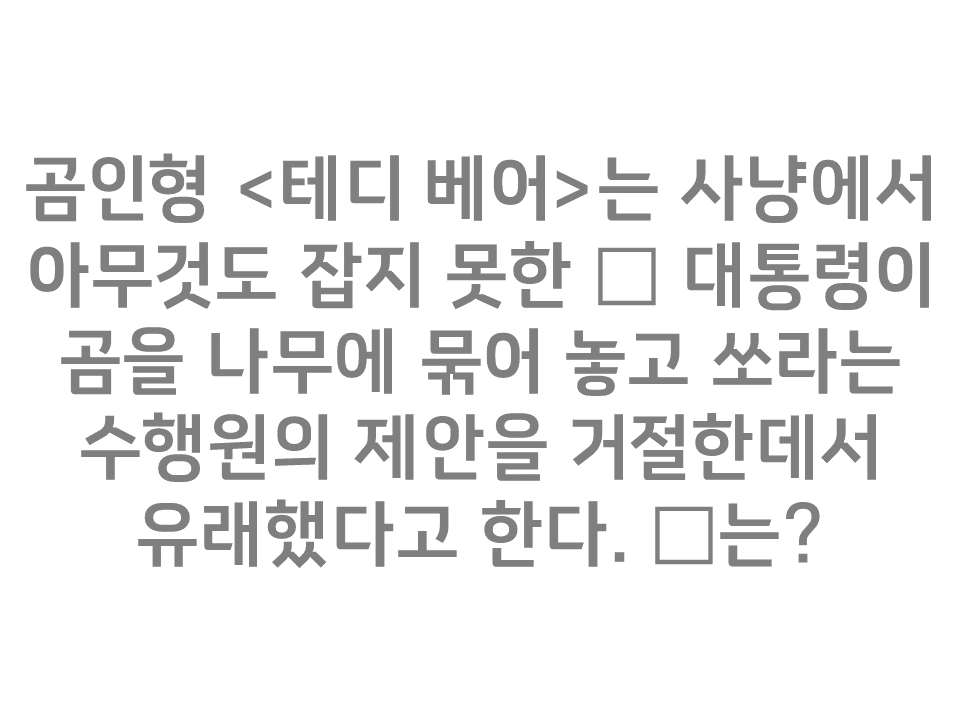 곰인형 <테디 베어>는 사냥에서
아무것도 잡지 못한 □ 대통령이
곰을 나무에 묶어 놓고 쏘라는
수행원의 제안을 거절한데서
유래했다고 한다. □는?